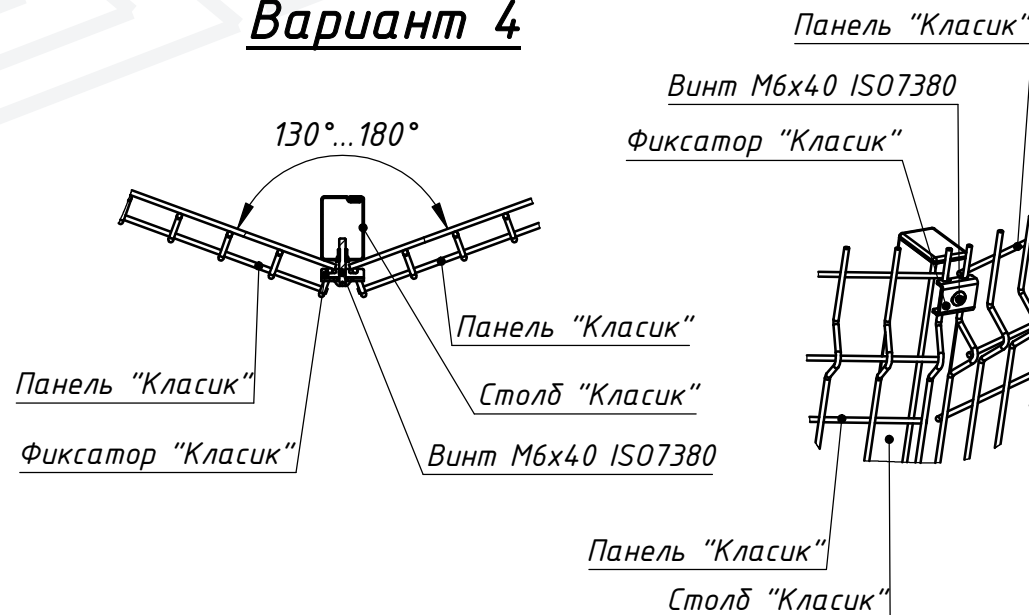 Вариант 4
Панель "Класик"
Винт М6х40 ISO7380
Фиксатор "Класик"
130°...180°
Панель "Класик"
Панель "Класик"
Столб "Класик"
Фиксатор "Класик"
Винт М6х40 ISO7380
Панель "Класик"
Столб "Класик"